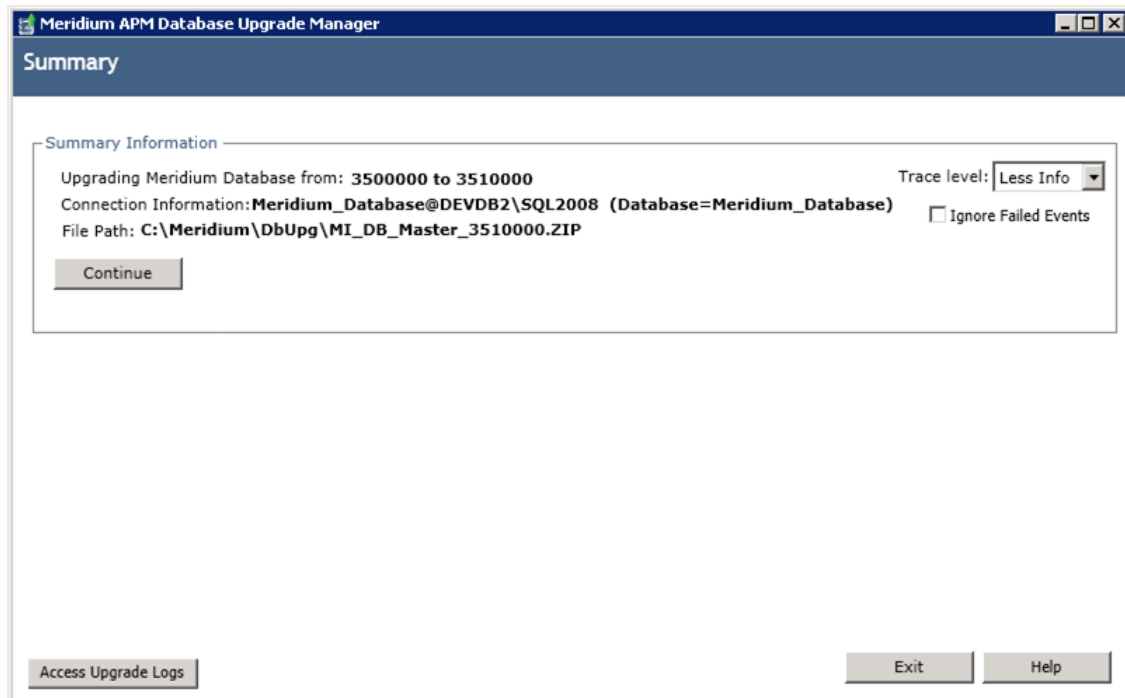 Meridium APM Database Upgrade Manager
Summary
Summary Information
Upgrading Meridium Database from: 3500000 to 3510000
Trace level: Less Info
Connection Information:Meridium_Database@DEVDB2\SQL2008 (Database=Meridium_Database)
Ignore Failed Events
File Path: C:\Meridium\DbUpg\MI_DB_Master_3510000.ZIP
Continue
Access Upgrade Logs
Exit
Help